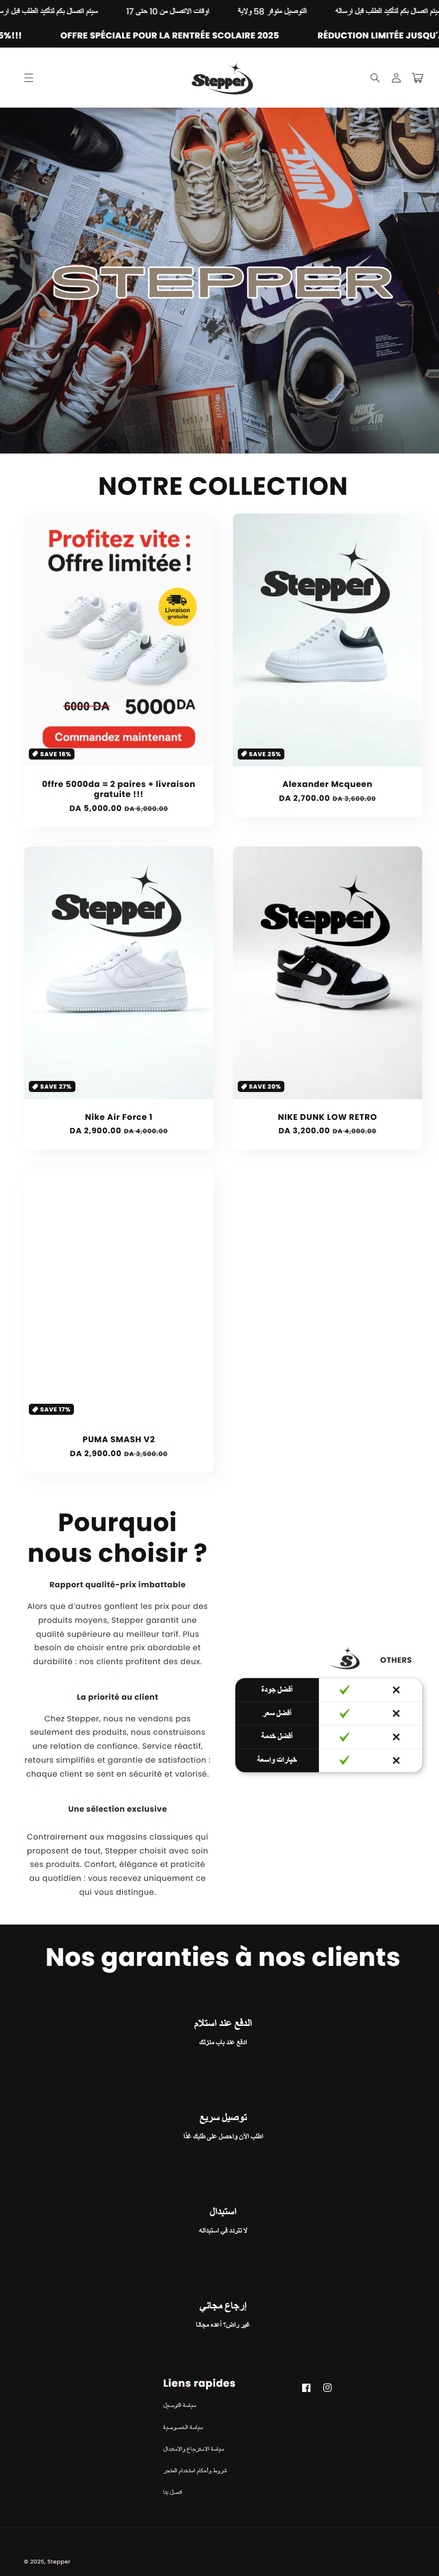 سيتم اتصال بكم لتأكيد الطلب قبل ارساله
اوقات الاتصال من 10 حتى 17
التوصيل متوفر 58 ولاية
سيتم اتصال بكم لتأكيد الطلب قبل ارساله
5%!!!
OFFRE SPÉCIALE POUR LA RENTRÉE SCOLAIRE 2025
RÉDUCTION LIMITÉE JUSQU'
Stepper
NIKE
STEPPER
NIKE AIR
NOTRE COLLECTION
Profitez vite :
Offre limitée !
Livraison
gratuite
6000 DA 5000DA
Commandez maintenant
SAVE 16%
Offre 5000da = 2 paires + livraison
gratuite !!!
DA 5,000.00 DA 6,000.00
Stepper
SAVE 25%
Alexander Mcqueen
DA 2,700.00 DA 3,600.00
Stepper
SAVE 27%
Nike Air Force 1
DA 2,900.00 DA 4,000.00
Stepper
SAVE 20%
NIKE DUNK LOW RETRO
DA 3,200.00 DA 4,000.00
SAVE 17%
PUMA SMASH V2
DA 2,900.00 DA 3,500.00
Pourquoi
nous choisir ?
Rapport qualité-prix imbattable
Alors que d’autres gonflent les prix pour des
produits moyens, Stepper garantit une
qualité supérieure au meilleur tarif. Plus
besoin de choisir entre prix abordable et
durabilité : nos clients profitent des deux.
La priorité au client
Chez Stepper, nous ne vendons pas
seulement des produits, nous construisons
une relation de confiance. Service réactif,
retours simplifiés et garantie de satisfaction :
chaque client se sent en sécurité et valorisé.
Une sélection exclusive
Contrairement aux magasins classiques qui
proposent de tout, Stepper choisit avec soin
ses produits. Confort, élégance et praticité
au quotidien : vous recevez uniquement ce
qui vous distingue.
S OTHERS
أفضل جودة
أفضل سعر
أفضل خدمة
خيارات واسعة
Nos garanties à nos clients
الدفع عند استلام
ادفع عند باب منزلك
توصيل سريع
اطلب الآن واحصل على طلبك غدًا
استبدال
لا تتردد في استبداله
إرجاع مجاني
غير راض؟ أعده مجانا
Liens rapides
سياسة التوصيل
سياسة الخصوصية
سياسة الاسترجاع والاستبدال
شروط وأحكام استخدام المتجر
اتصل بنا
© 2025, Stepper